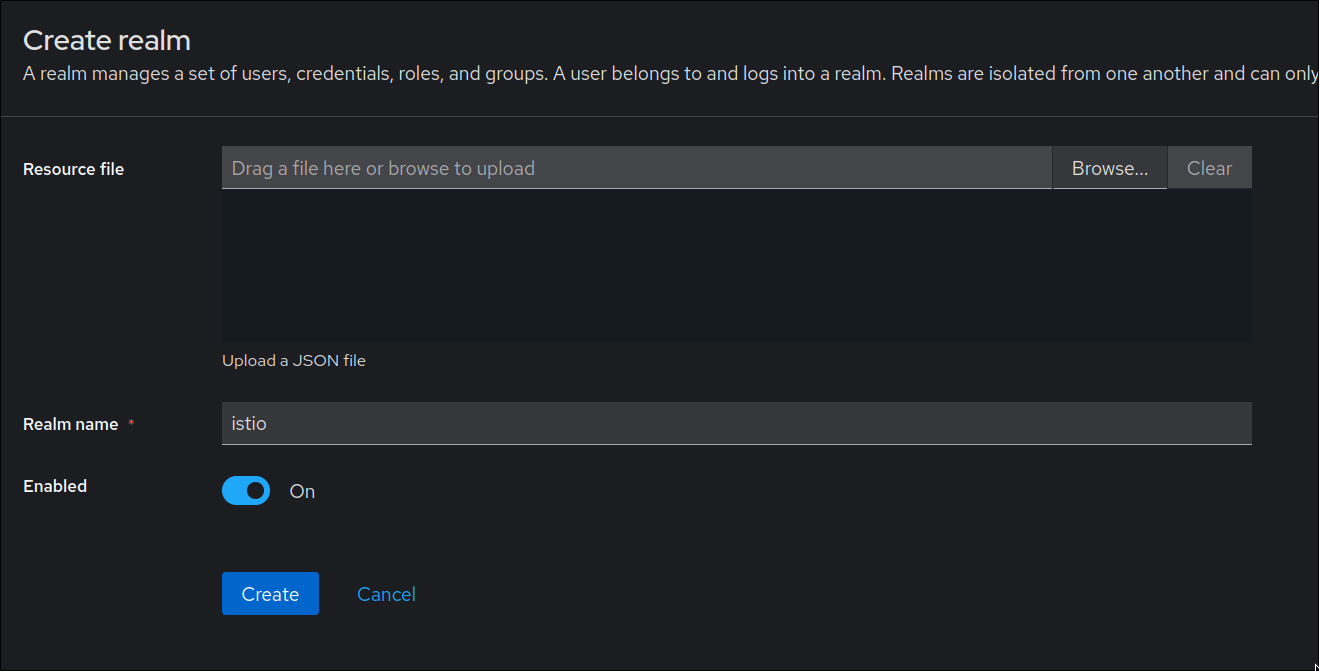 Create realm
A realm manages a set of users, credentials, roles, and groups. A user belongs to and logs into a realm. Realms are isolated from one another and can only
Resource file
Drag a file here or browse to upload
Browse...
Clear
Upload a JSON file
Realm name *
istio
Enabled
On
Create
Cancel